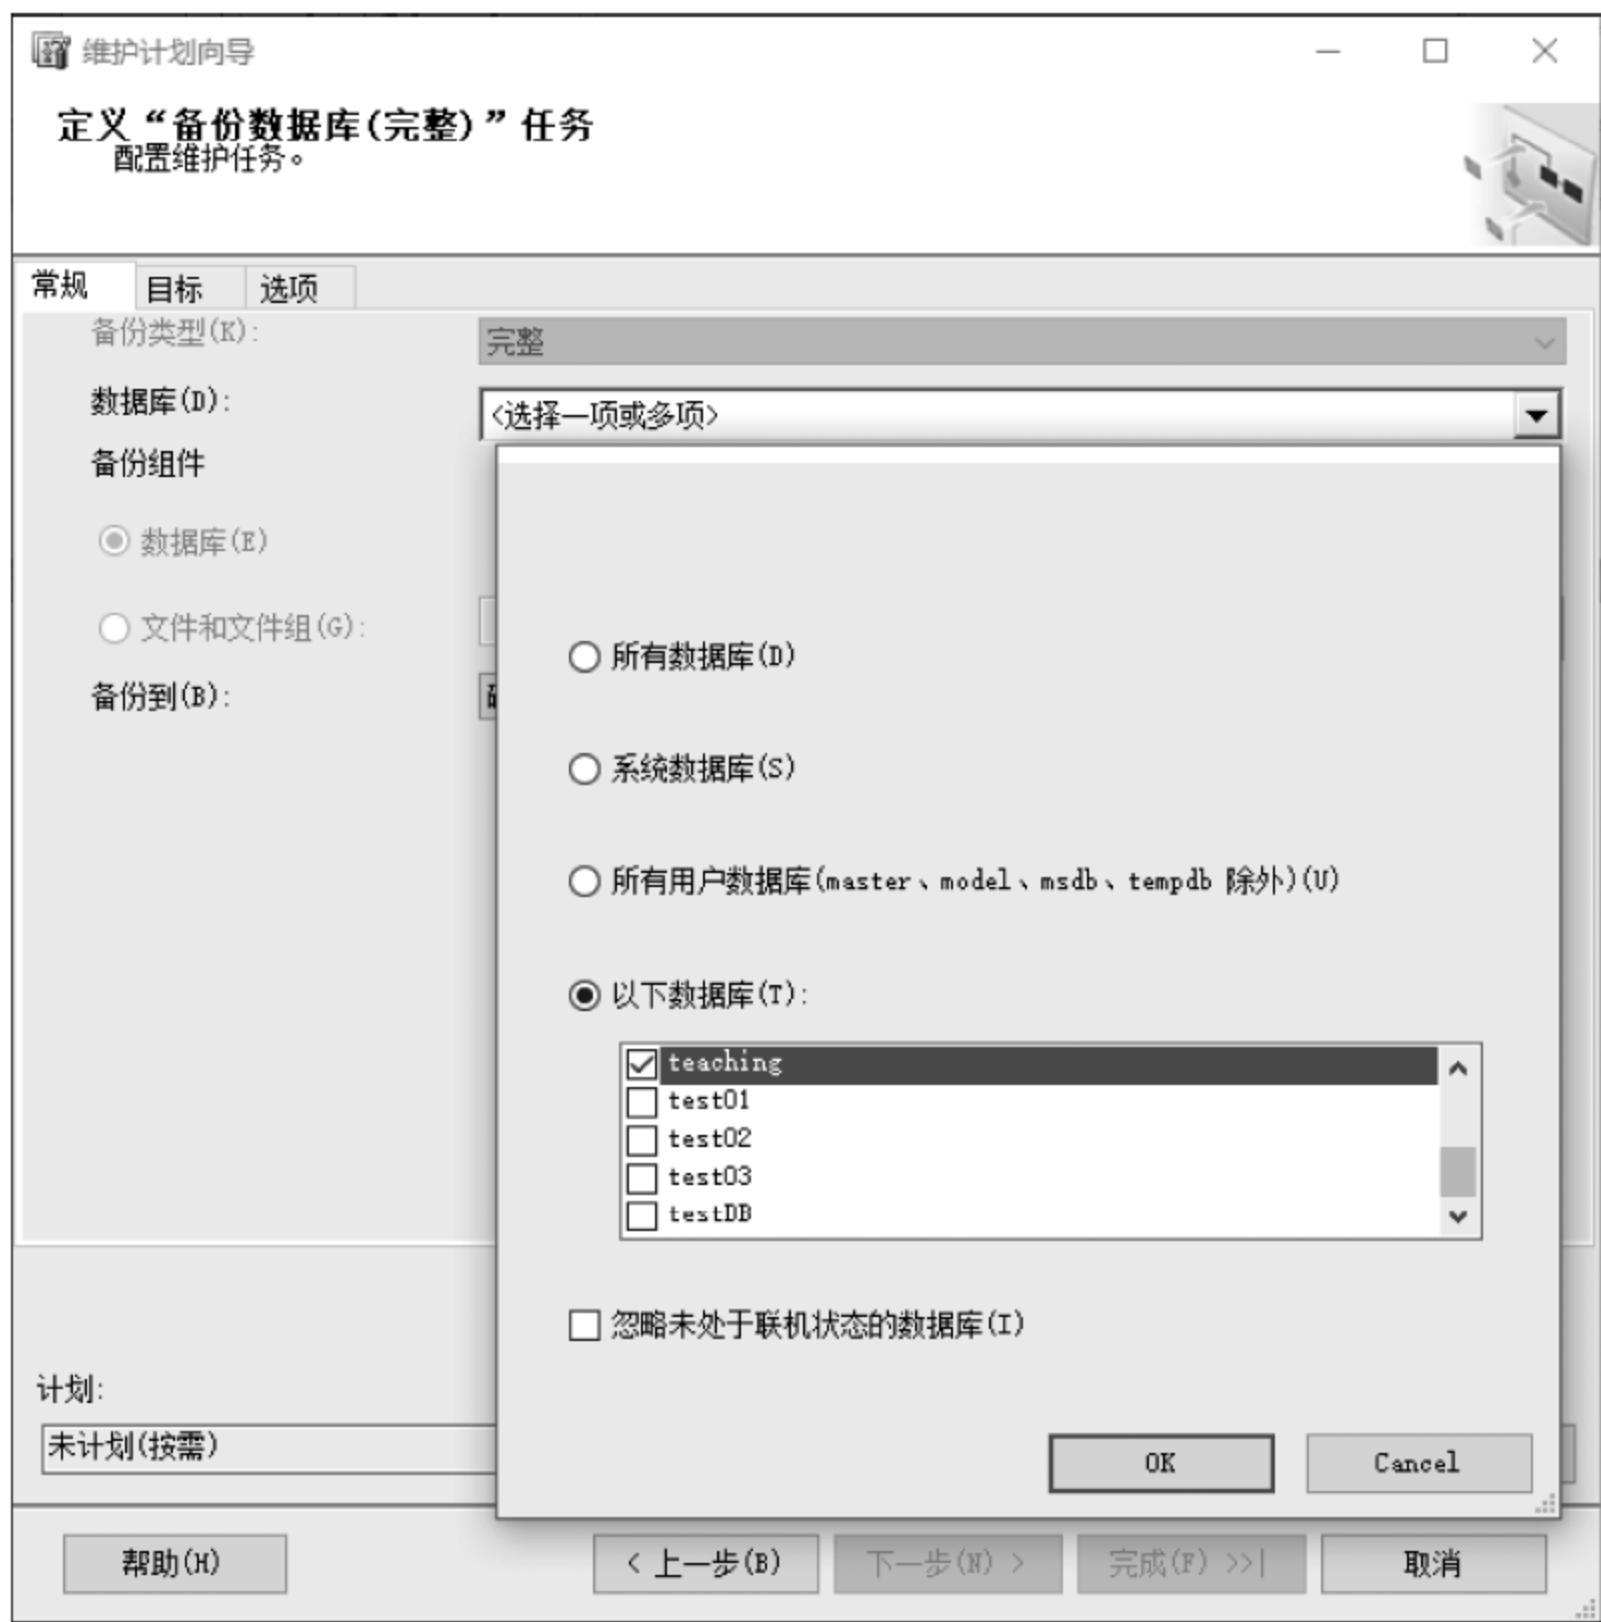 维护计划向导
定义“备份数据库(完整)”任务
配置维护任务。
常规 目标 选项
备份类型(K): 完整
数据库(D): <选择一项或多项>
备份组件
数据库(E)
文件和文件组(G):
所有数据库(D)
备份到(B):
系统数据库(S)
所有用户数据库(master、model、msdb、tempdb 除外)(U)
以下数据库(T):
teaching
test01
test02
test03
testDB
忽略未处于联机状态的数据库(I)
计划:
未计划(按需)
OK Cancel
帮助(H) < 上一步(B) 下一步(N) > 完成(F) >>| 取消